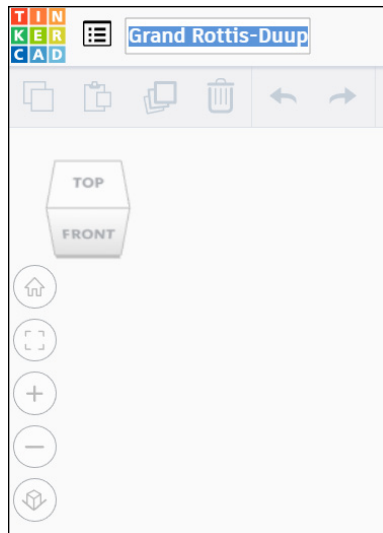 TIN
KER
CAD
Grand Rottis-Duup
TOP
FRONT